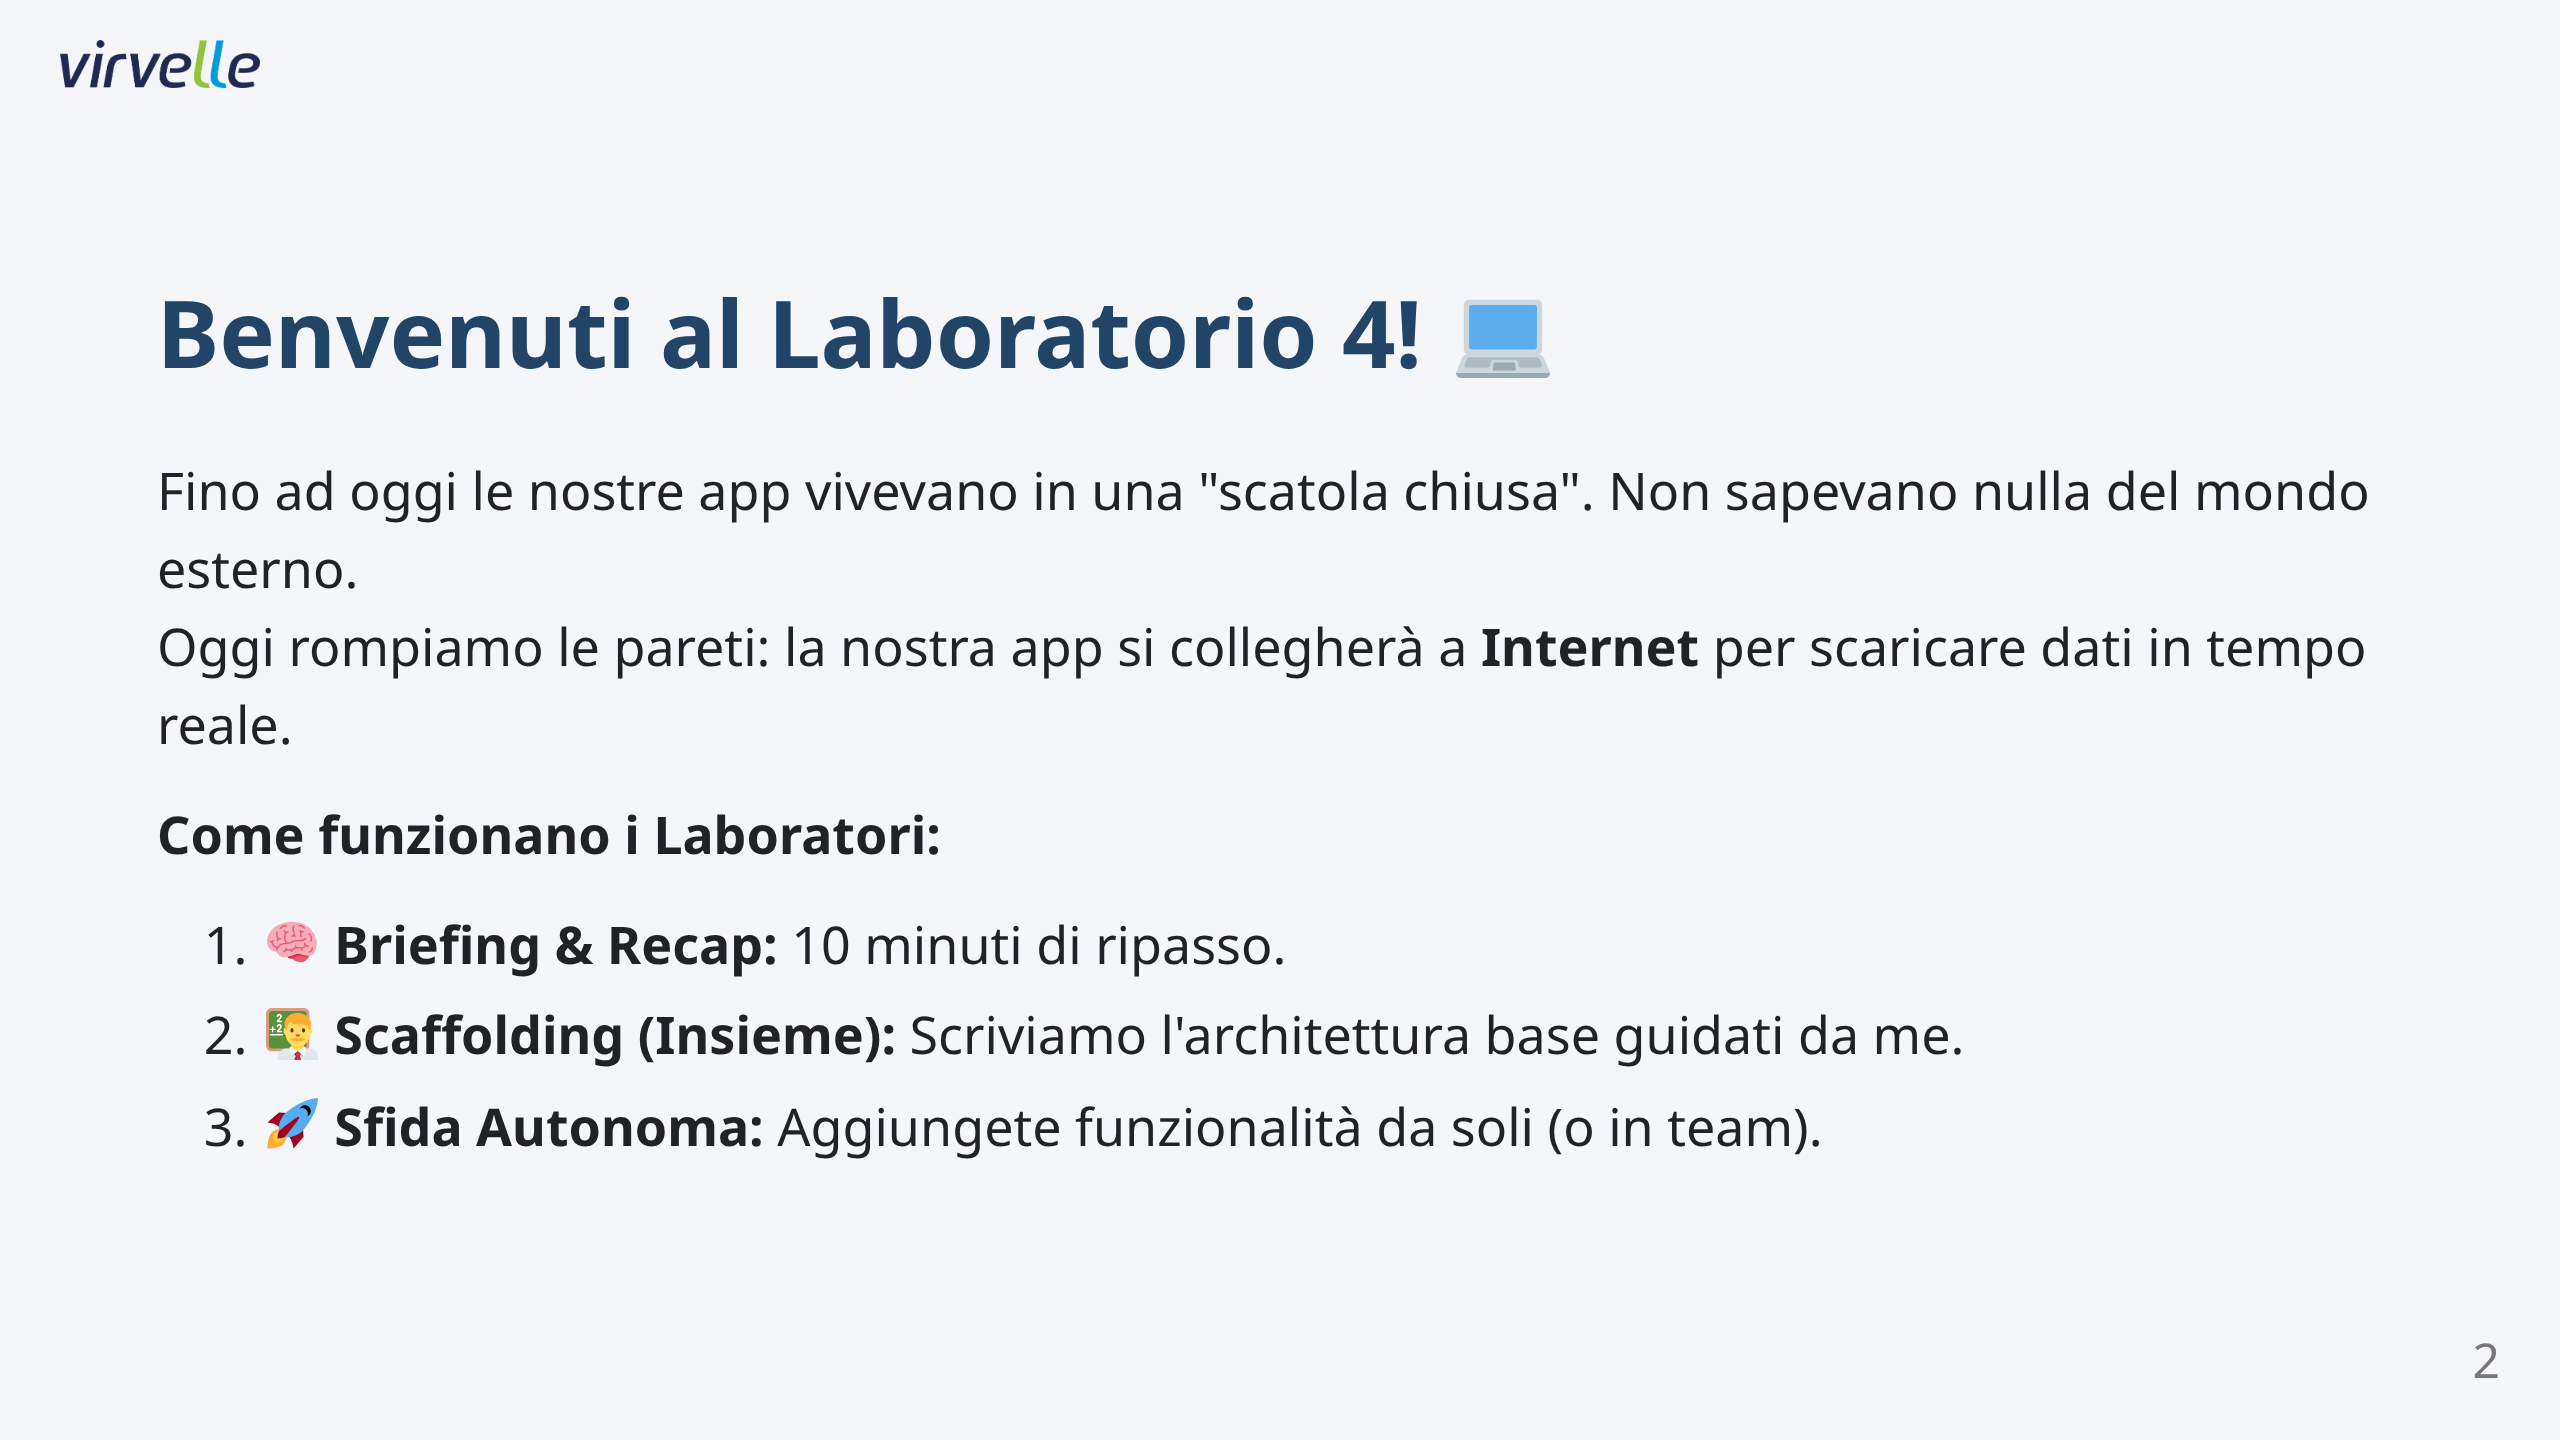 virvelle
Benvenuti al Laboratorio 4! 💻
Fino ad oggi le nostre app vivevano in una "scatola chiusa". Non sapevano nulla del mondo
esterno.
Oggi rompiamo le pareti: la nostra app si collegherà a Internet per scaricare dati in tempo
reale.
Come funzionano i Laboratori:
1. 🧠 Briefing & Recap: 10 minuti di ripasso.
2. 👨‍🏫 Scaffolding (Insieme): Scriviamo l'architettura base guidati da me.
3. 🚀 Sfida Autonoma: Aggiungete funzionalità da soli (o in team).
2